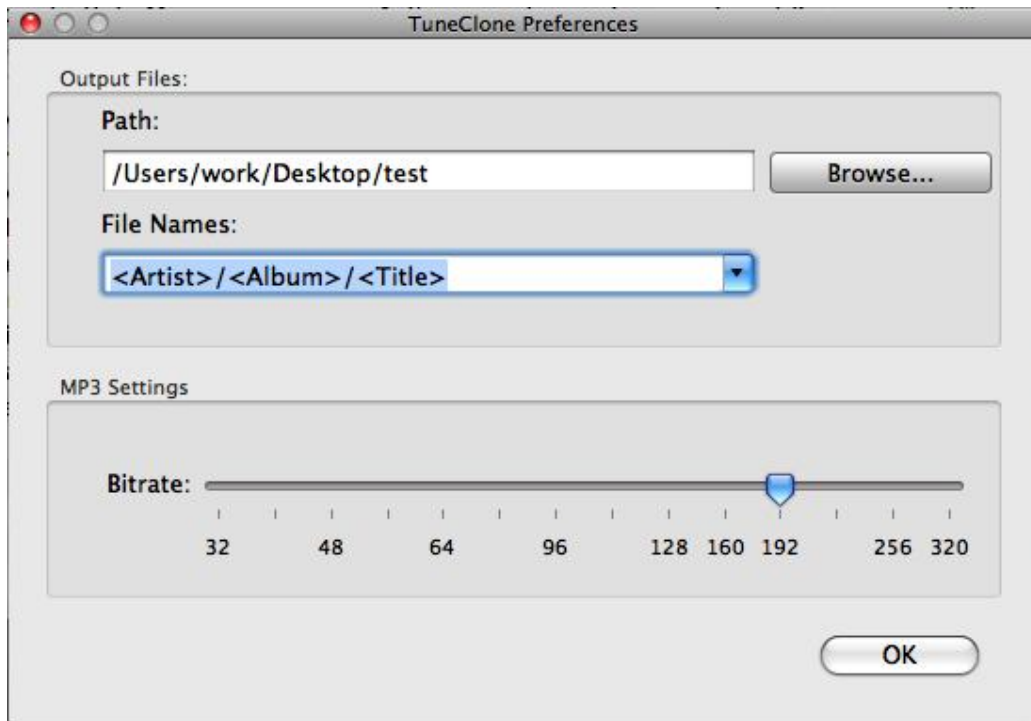 TuneClone Preferences
Output Files:
Path:
/Users/work/Desktop/test
Browse...
File Names:
<Artist>/<Album>/<Title>
MP3 Settings
Bitrate:
32 48 64 96 128 160 192 256 320
OK